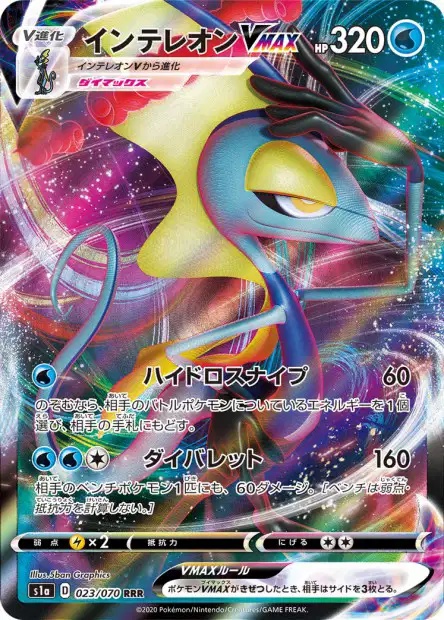 V進化
インテレオンVMAX
HP320
インテレオンVから進化
ダイマックス
ハイドロスナイプ 60
のぞむなら、相手のバトルポケモンについているエネルギーを1個
選び、相手の手札にもどす。
ダイバレット 160
相手のベンチポケモン1匹にも、60ダメージ。[ベンチは弱点・
抵抗力を計算しない。]
弱点 ×2 抵抗力 にげる
Illus. 5ban Graphics
VMAXルール
s1a D 023/070 RRR
ポケモンVMAXがきぜつしたとき、相手はサイドを3枚とる。
©2020 Pokémon/Nintendo/Creatures/GAME FREAK.